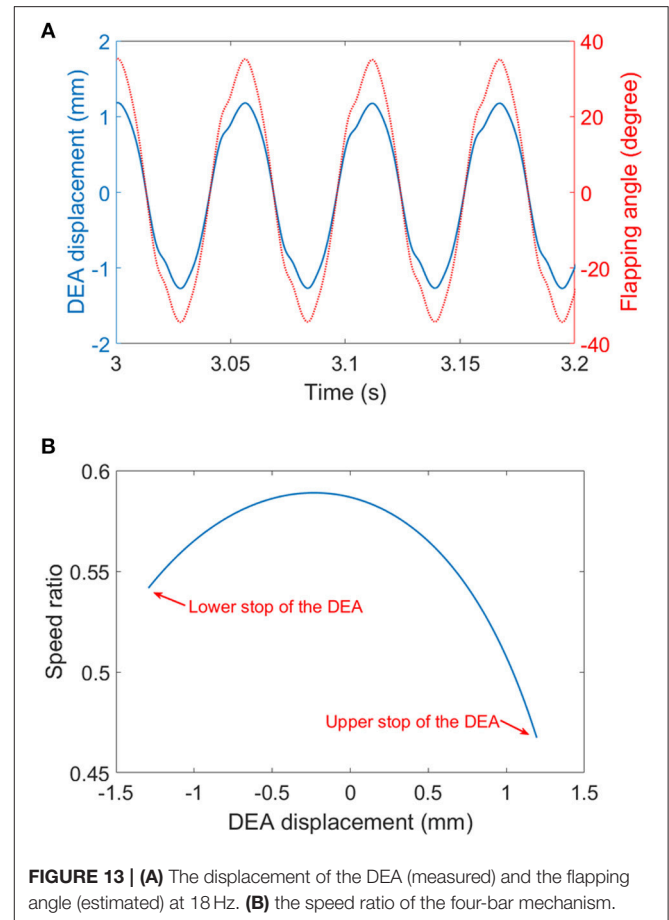 A
2
1
0
-1
-2
DEA displacement (mm)
40
20
0
-20
-40
Flapping angle (degree)
3 3.05 3.1 3.15 3.2
Time (s)
B
0.6
0.55
0.5
0.45
Speed ratio
Lower stop of the DEA
Upper stop of the DEA
-1.5 -1 -0.5 0 0.5 1 1.5
DEA displacement (mm)
FIGURE 13 | (A) The displacement of the DEA (measured) and the flapping
angle (estimated) at 18 Hz. (B) the speed ratio of the four-bar mechanism.